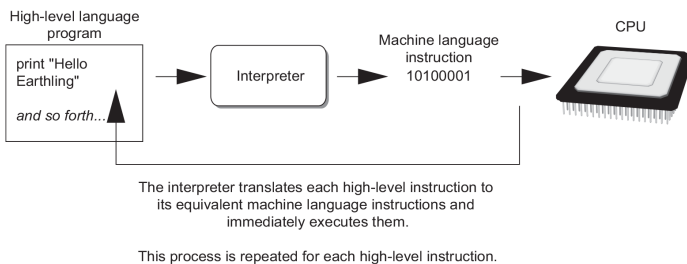 High-level language
program
print "Hello
Earthling"
and so forth...
Interpreter
Machine language
instruction
10100001
CPU
The interpreter translates each high-level instruction to
its equivalent machine language instructions and
immediately executes them.
This process is repeated for each high-level instruction.